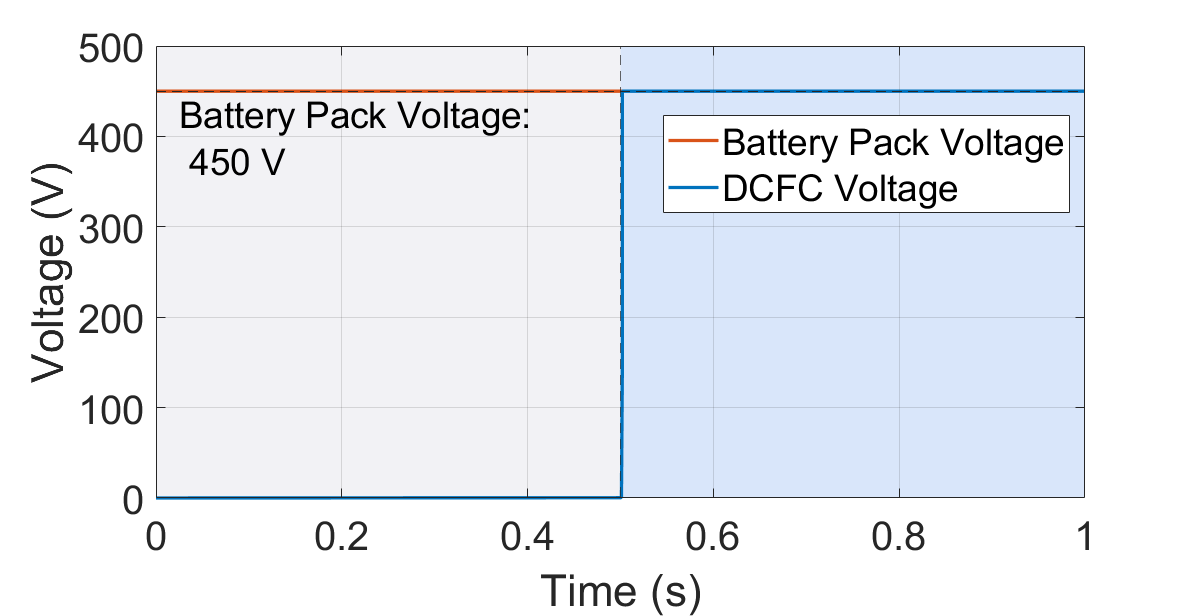 500
400
300
200
100
0
Voltage (V)
Battery Pack Voltage:
450 V
Battery Pack Voltage
DCFC Voltage
0 0.2 0.4 0.6 0.8 1
Time (s)